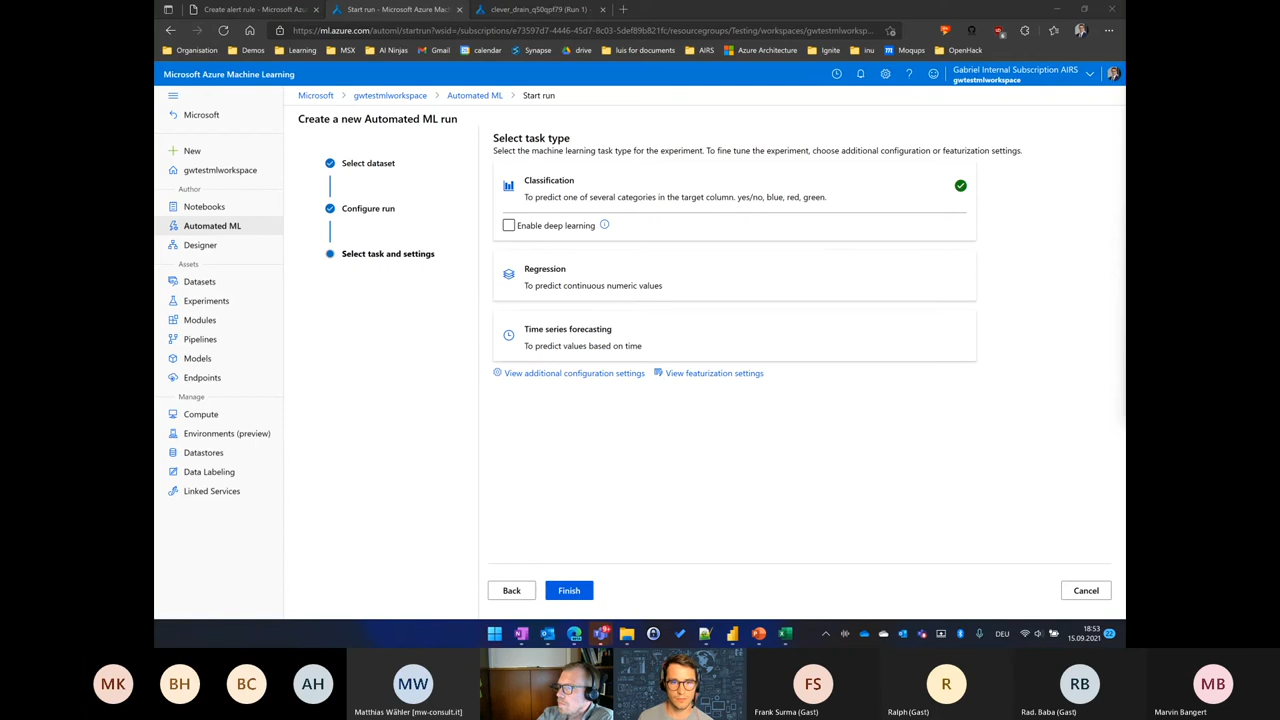 Create alert rule - Microsoft Az
Start run - Microsoft Azure Mac
clever_drain_q50qpf79 (Run 1) -
https://ml.azure.com/automl/startrun?wsid=/subscriptions/e73597d7-4446-45d7-8c03-5def89b821fc/resourcegroups/Testing/workspaces/gwtestmlworksp...
Organisation
Demos
Learning
MSX
AI Ninjas
Gmail
calendar
Synapse
drive
luis for documents
AIRS
Azure Architecture
Ignite
inu
Moqups
OpenHack
Microsoft Azure Machine Learning
Gabriel Internal Subscription AIRS
gwtestmlworkspace
Microsoft
New
gwtestmlworkspace
Author
Notebooks
Automated ML
Designer
Assets
Datasets
Experiments
Modules
Pipelines
Models
Endpoints
Manage
Compute
Environments (preview)
Datastores
Data Labeling
Linked Services
Microsoft > gwtestmlworkspace > Automated ML > Start run
Create a new Automated ML run
Select dataset
Configure run
Select task and settings
Select task type
Select the machine learning task type for the experiment. To fine tune the experiment, choose additional configuration or featurization settings.
Classification
To predict one of several categories in the target column. yes/no, blue, red, green.
Enable deep learning
Regression
To predict continuous numeric values
Time series forecasting
To predict values based on time
View additional configuration settings
View featurization settings
Back
Finish
Cancel
DEU
18:53
15.09.2021
22
MK
BH
BC
AH
MW
Matthias Wähler [mw-consult.it]
FS
Frank Surma (Gast)
R
Ralph (Gast)
RB
Rad. Baba (Gast)
MB
Marvin Bangert